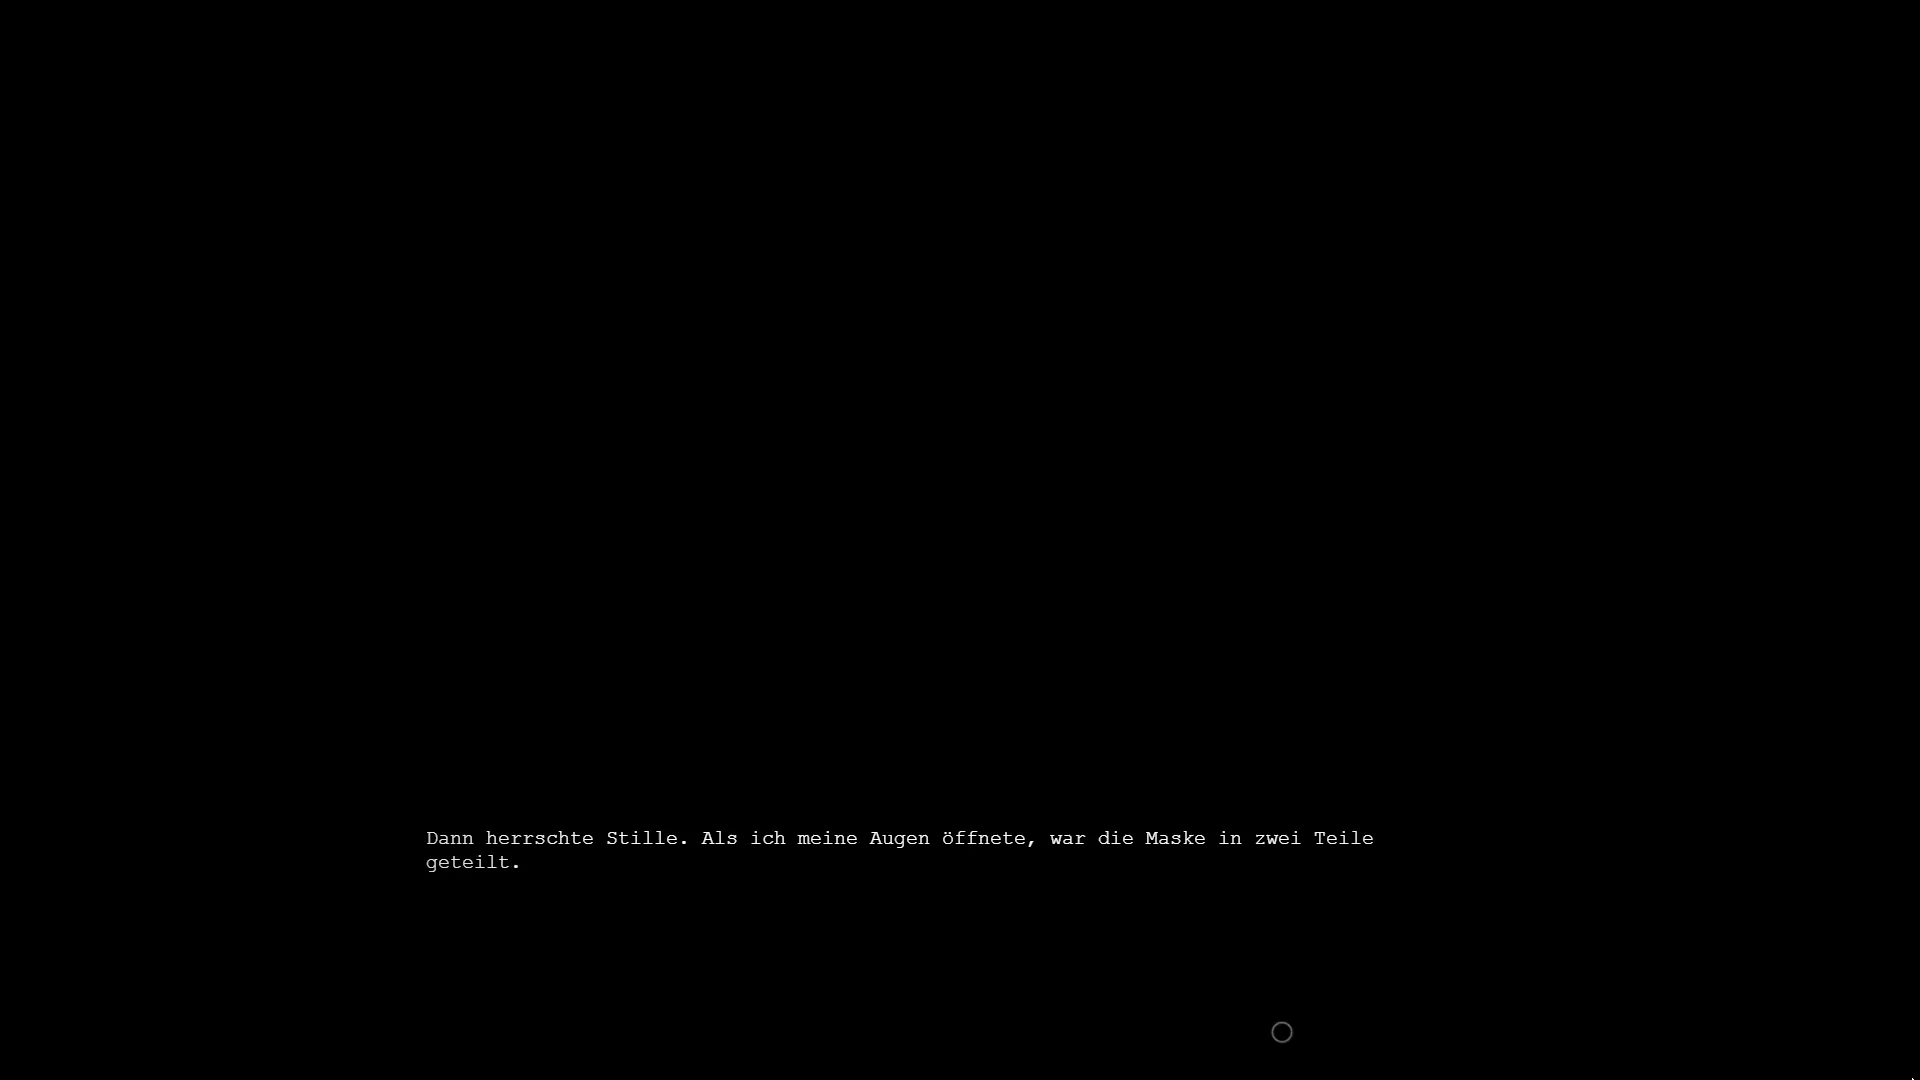 Dann herrschte Stille. Als ich meine Augen öffnete, war die Maske in zwei Teile
geteilt.